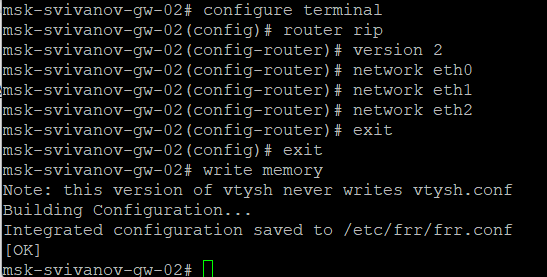 msk-svivanov-gw-02# configure terminal
msk-svivanov-gw-02(config)# router rip
msk-svivanov-gw-02(config-router)# version 2
msk-svivanov-gw-02(config-router)# network eth0
msk-svivanov-gw-02(config-router)# network eth1
msk-svivanov-gw-02(config-router)# network eth2
msk-svivanov-gw-02(config-router)# exit
msk-svivanov-gw-02(config)# exit
msk-svivanov-gw-02# write memory
Note: this version of vtysh never writes vtysh.conf
Building Configuration...
Integrated configuration saved to /etc/frr/frr.conf
[OK]
msk-svivanov-gw-02#